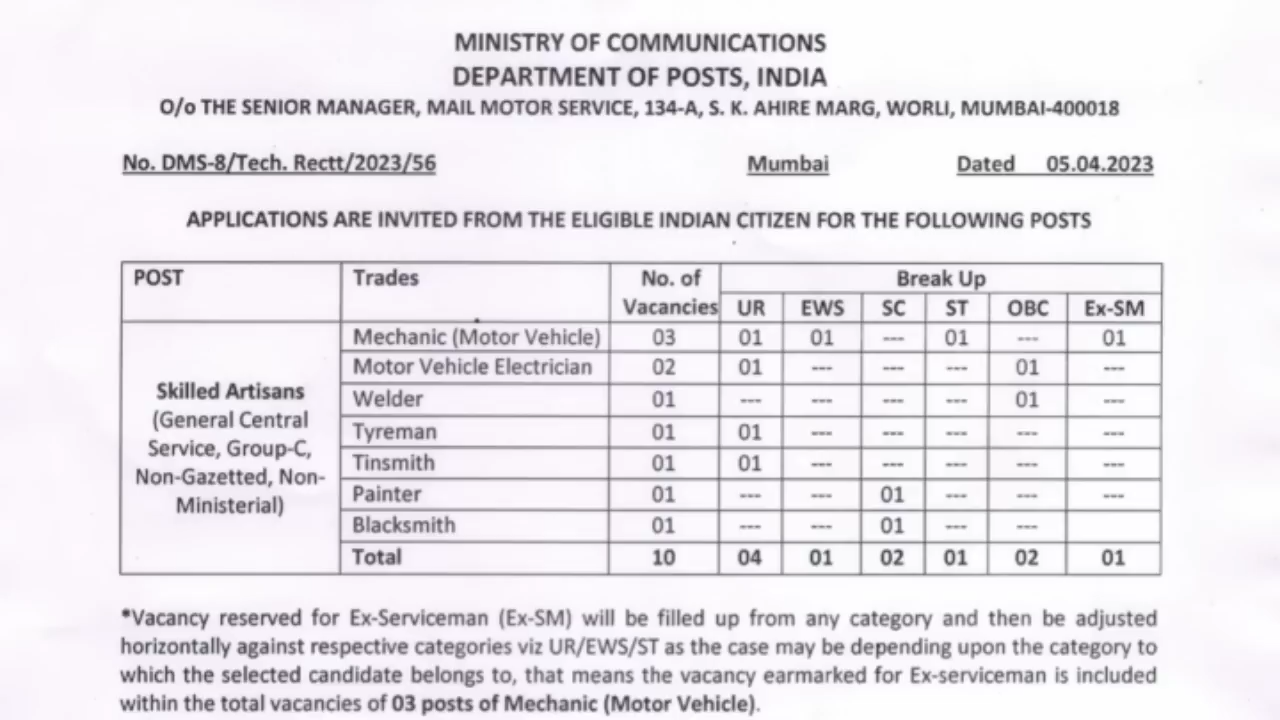 MINISTRY OF COMMUNICATIONS
DEPARTMENT OF POSTS, INDIA
O/o THE SENIOR MANAGER, MAIL MOTOR SERVICE, 134-A, S. K. AHIRE MARG, WORLI, MUMBAI-400018
No. DMS-8/Tech. Rectt/2023/56 Mumbai Dated 05.04.2023
APPLICATIONS ARE INVITED FROM THE ELIGIBLE INDIAN CITIZEN FOR THE FOLLOWING POSTS
POST Trades No. of Vacancies Break Up
UR EWS SC ST OBC Ex-SM
Skilled Artisans
(General Central
Service, Group-C,
Non-Gazetted, Non-
Ministerial)
Mechanic (Motor Vehicle) 03 01 01 --- 01 --- 01
Motor Vehicle Electrician 02 01 --- --- --- 01 ---
Welder 01 --- --- --- --- 01 ---
Tyreman 01 01 --- --- --- --- ---
Tinsmith 01 01 --- --- --- --- ---
Painter 01 --- --- 01 --- --- ---
Blacksmith 01 --- --- 01 --- ---
Total 10 04 01 02 01 02 01
*Vacancy reserved for Ex-Serviceman (Ex-SM) will be filled up from any category and then be adjusted
horizontally against respective categories viz UR/EWS/ST as the case may be depending upon the category to
which the selected candidate belongs to, that means the vacancy earmarked for Ex-serviceman is included
within the total vacancies of 03 posts of Mechanic (Motor Vehicle).